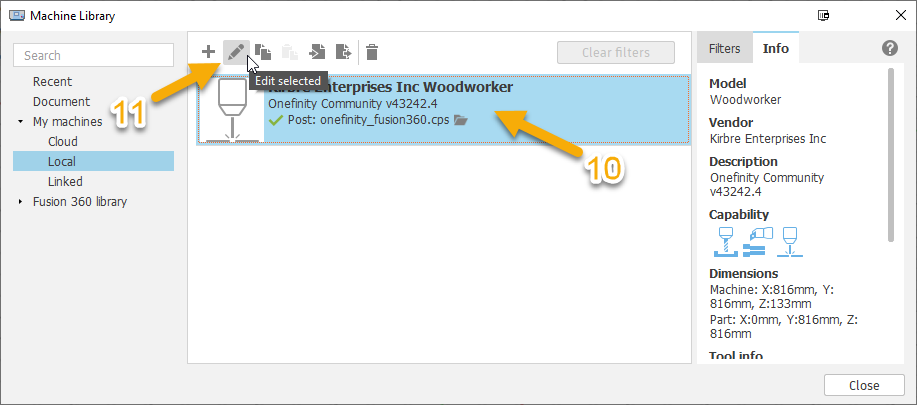 Machine Library
Search
Recent
Document
My machines
Cloud
Local
Linked
Fusion 360 library
Clear filters
Edit selected
Kirbre Enterprises Inc Woodworker
Onefinity Community v43242.4
Post: onefinity_fusion360.cps
11
10
Filters
Info
?
Model
Woodworker
Vendor
Kirbre Enterprises Inc
Description
Onefinity Community
v43242.4
Capability
Dimensions
Machine: X:816mm, Y:
816mm, Z:133mm
Part: X:0mm, Y:816mm, Z:
816mm
Tool info
Close